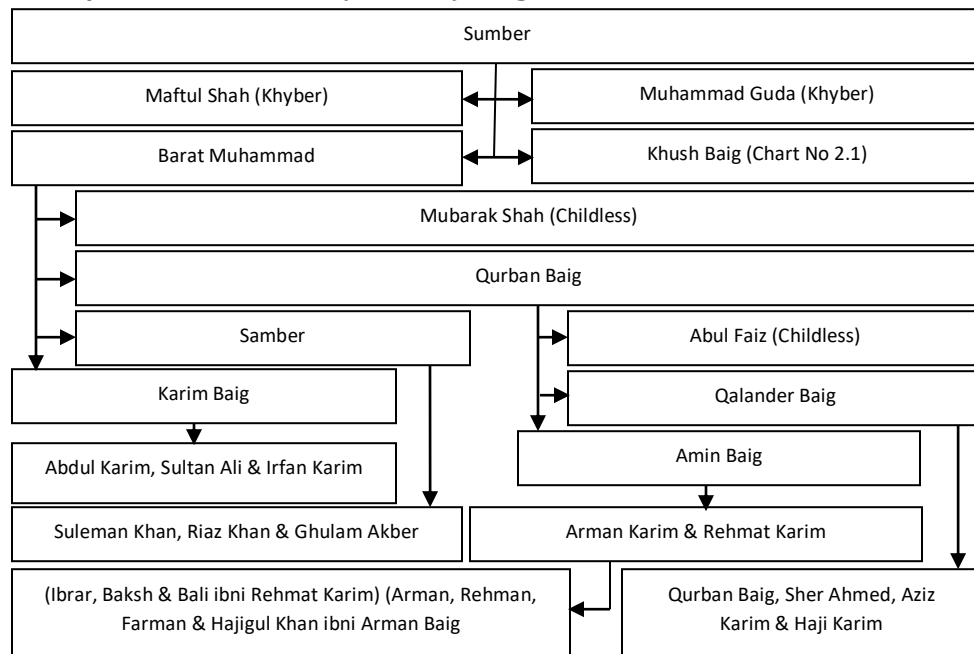 Sumber
Maftul Shah (Khyber)
Muhammad Guda (Khyber)
Barat Muhammad
Khush Baig (Chart No 2.1)
Mubarak Shah (Childless)
Qurban Baig
Samber
Abul Faiz (Childless)
Karim Baig
Qalander Baig
Abdul Karim, Sultan Ali & Irfan Karim
Amin Baig
Suleman Khan, Riaz Khan & Ghulam Akber
Arman Karim & Rehmat Karim
(Ibrar, Baksh & Bali ibni Rehmat Karim) (Arman, Rehman,
Farman & Hajigul Khan ibni Arman Baig
Qurban Baig, Sher Ahmed, Aziz
Karim & Haji Karim